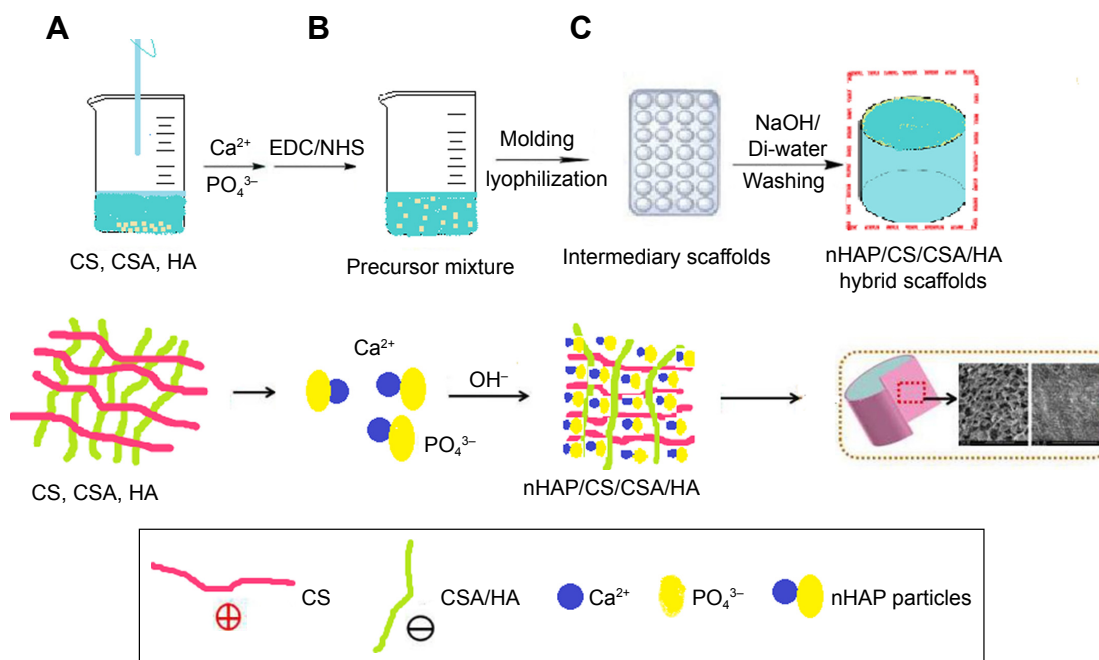 A
B
C
Ca²⁺
PO₄³⁻
EDC/NHS
Molding
lyophilization
NaOH/
Di-water
Washing
CS, CSA, HA
Precursor mixture
Intermediary scaffolds
nHAP/CS/CSA/HA
hybrid scaffolds
Ca²⁺
PO₄³⁻
OH⁻
CS, CSA, HA
nHAP/CS/CSA/HA
CS
CSA/HA
Ca²⁺
PO₄³⁻
nHAP particles